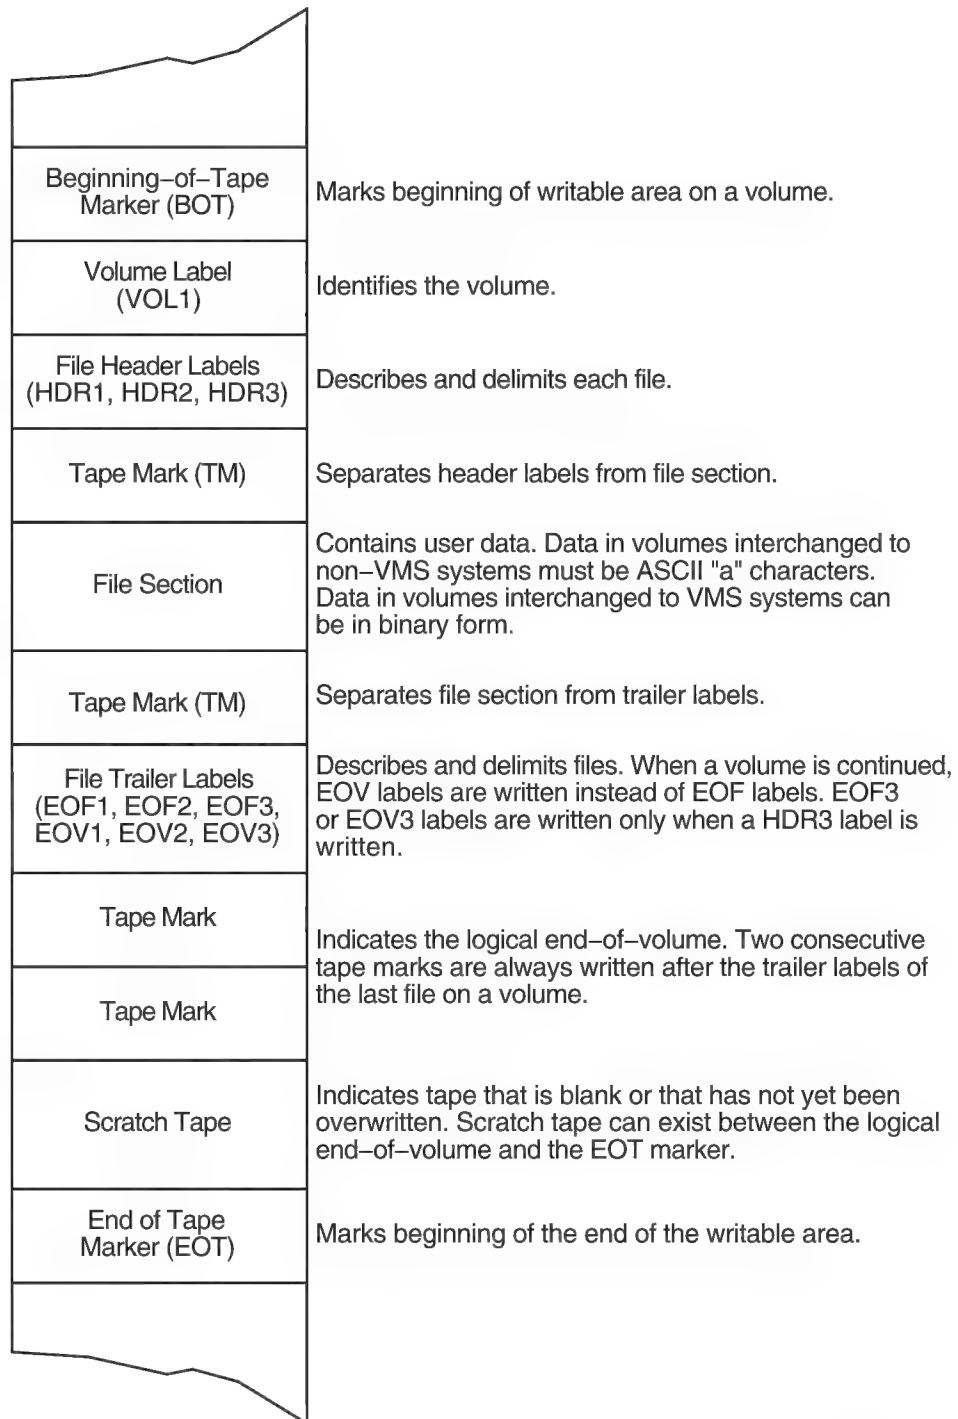 Beginning–of–Tape
Marker (BOT)
Marks beginning of writable area on a volume.
Volume Label
(VOL1)
Identifies the volume.
File Header Labels
(HDR1, HDR2, HDR3)
Describes and delimits each file.
Tape Mark (TM)
Separates header labels from file section.
File Section
Contains user data. Data in volumes interchanged to
non–VMS systems must be ASCII "a" characters.
Data in volumes interchanged to VMS systems can
be in binary form.
Tape Mark (TM)
Separates file section from trailer labels.
File Trailer Labels
(EOF1, EOF2, EOF3,
EOV1, EOV2, EOV3)
Describes and delimits files. When a volume is continued,
EOV labels are written instead of EOF labels. EOF3
or EOV3 labels are written only when a HDR3 label is
written.
Tape Mark
Tape Mark
Indicates the logical end–of–volume. Two consecutive
tape marks are always written after the trailer labels of
the last file on a volume.
Scratch Tape
Indicates tape that is blank or that has not yet been
overwritten. Scratch tape can exist between the logical
end–of–volume and the EOT marker.
End of Tape
Marker (EOT)
Marks beginning of the end of the writable area.